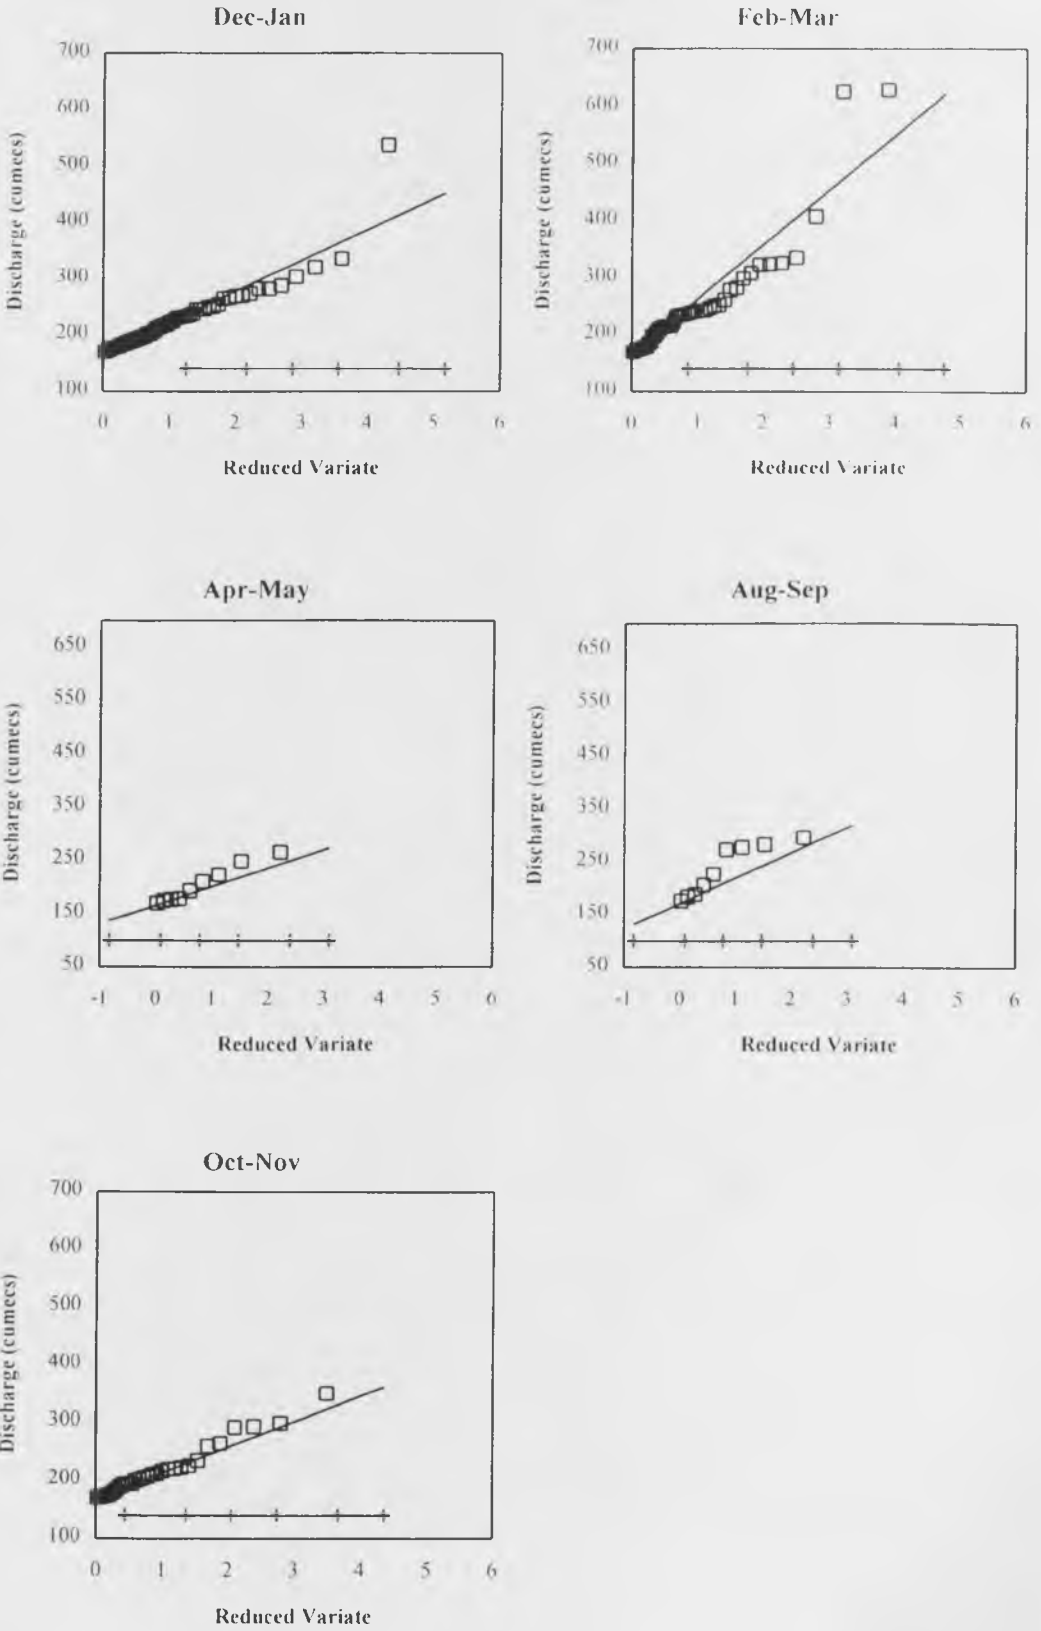 Dec-Jan
Discharge (cumecs)
700
600
500
400
300
200
100
0 1 2 3 4 5 6
Reduced Variate
Feb-Mar
Discharge (cumecs)
700
600
500
400
300
200
100
0 1 2 3 4 5 6
Reduced Variate
Apr-May
Discharge (cumecs)
650
550
450
350
250
150
50
-1 0 1 2 3 4 5 6
Reduced Variate
Aug-Sep
Discharge (cumecs)
650
550
450
350
250
150
50
-1 0 1 2 3 4 5 6
Reduced Variate
Oct-Nov
Discharge (cumecs)
700
600
500
400
300
200
100
0 1 2 3 4 5 6
Reduced Variate